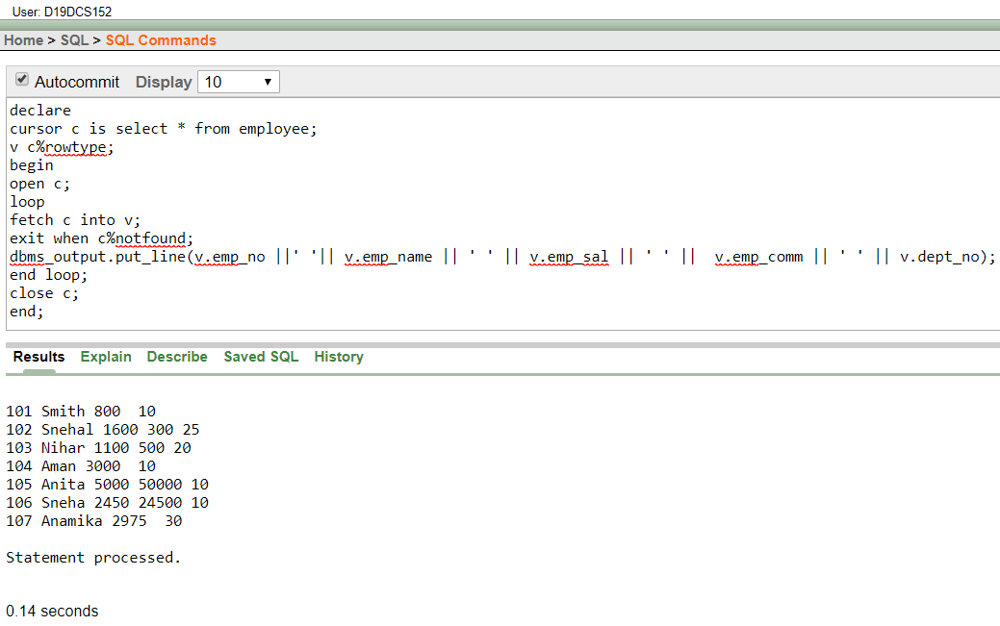 User: D19DCS152
Home > SQL > SQL Commands
Autocommit Display 10
declare
cursor c is select * from employee;
v c%rowtype;
begin
open c;
loop
fetch c into v;
exit when c%notfound;
dbms_output.put_line(v.emp_no ||' '|| v.emp_name || ' ' || v.emp_sal || ' ' ||  v.emp_comm || ' ' || v.dept_no);
end loop;
close c;
end;
Results Explain Describe Saved SQL History
101 Smith 800  10
102 Snehal 1600 300 25
103 Nihar 1100 500 20
104 Aman 3000  10
105 Anita 5000 50000 10
106 Sneha 2450 24500 10
107 Anamika 2975  30
Statement processed.
0.14 seconds